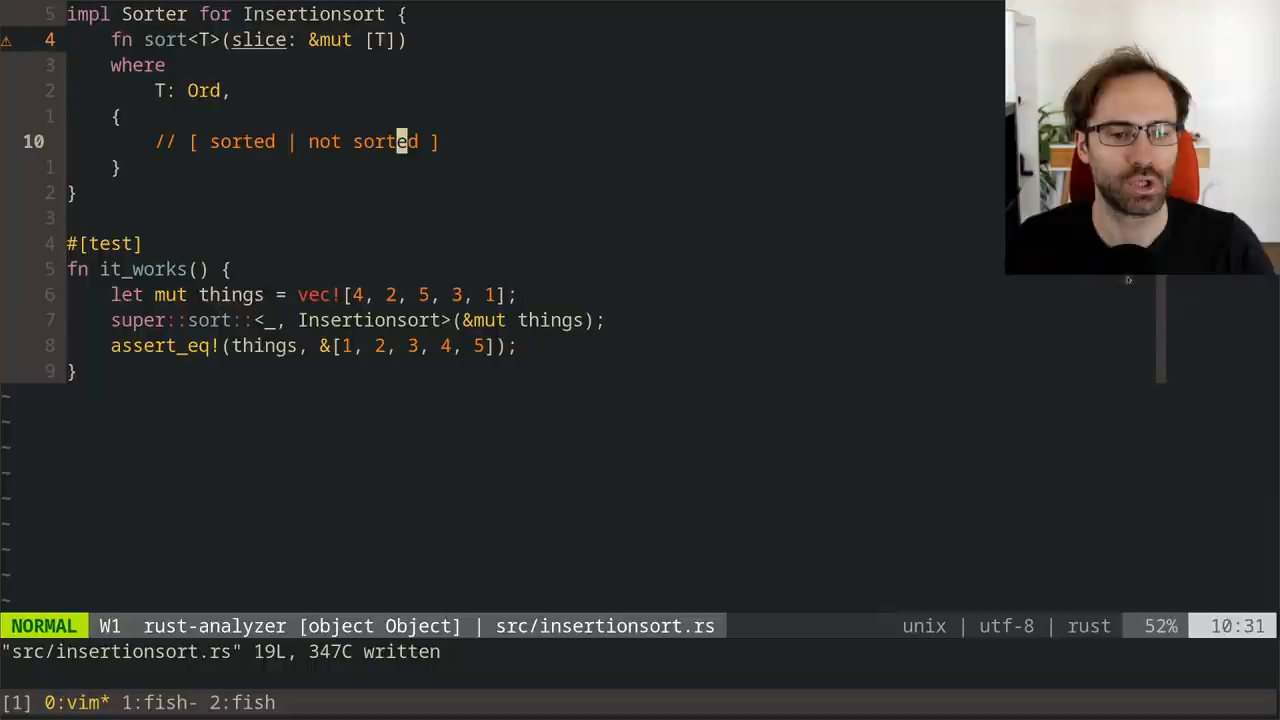 5 impl Sorter for Insertionsort {
⚠ 4     fn sort<T>(slice: &mut [T])
3     where
2         T: Ord,
1     {
10         // [ sorted | not sorted ]
1     }
2 }
3
4 #[test]
5 fn it_works() {
6     let mut things = vec![4, 2, 5, 3, 1];
7     super::sort::<_, Insertionsort>(&mut things);
8     assert_eq!(things, &[1, 2, 3, 4, 5]);
9 }
~
~
~
~
~
~
~
~
~
NORMAL W1 rust-analyzer [object Object] | src/insertionsort.rs unix | utf-8 | rust 52% 10:31
"src/insertionsort.rs" 19L, 347C written
[1] 0:vim* 1:fish- 2:fish